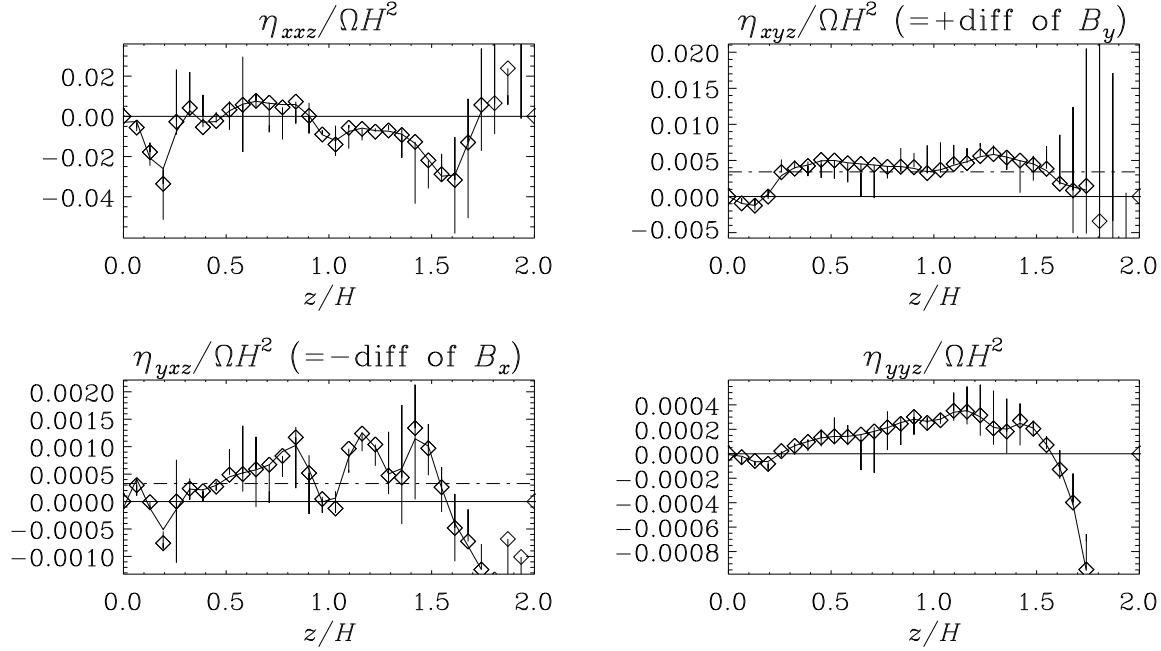 η_xxz/ΩH²
0.02
0.00
−0.02
−0.04
0.0 0.5 1.0 1.5 2.0
z/H
η_xyz/ΩH² (=+diff of B_y)
0.020
0.015
0.010
0.005
0.000
−0.005
0.0 0.5 1.0 1.5 2.0
z/H
η_yxz/ΩH² (=−diff of B_x)
0.0020
0.0015
0.0010
0.0005
0.0000
−0.0005
−0.0010
0.0 0.5 1.0 1.5 2.0
z/H
η_yyz/ΩH²
0.0004
0.0002
0.0000
−0.0002
−0.0004
−0.0006
−0.0008
0.0 0.5 1.0 1.5 2.0
z/H